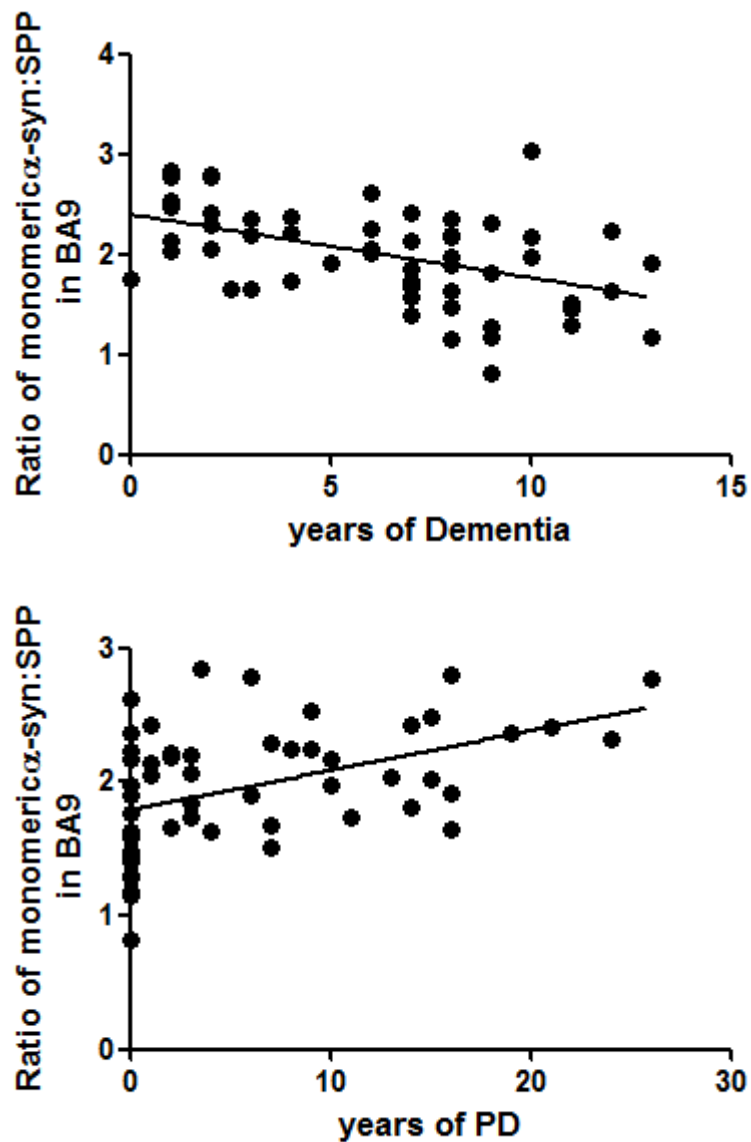 Ratio of monomericα-syn:SPP
in BA9
4
3
2
1
0
0
5
10
15
years of Dementia
Ratio of monomericα-syn:SPP
in BA9
3
2
1
0
0
10
20
30
years of PD